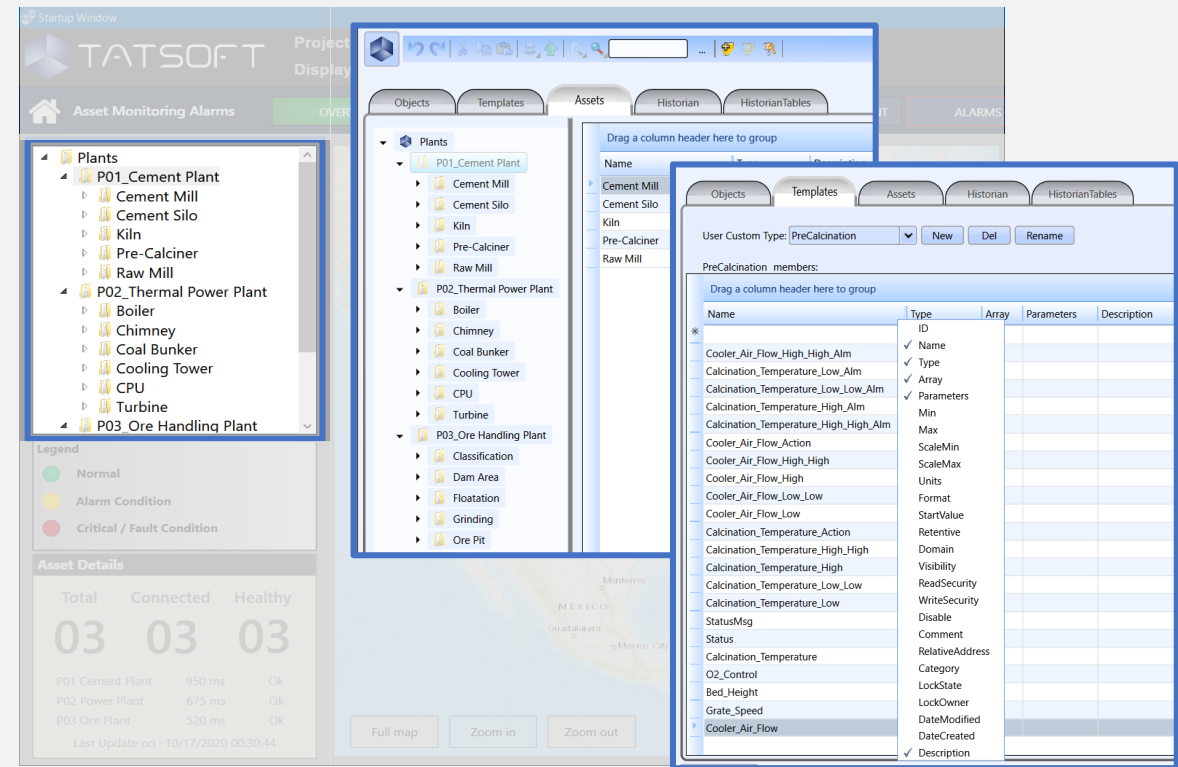 Startup Window
TATSOFT
Project
Display
Asset Monitoring Alarms
OVER
NT
ALARMS
Plants
P01_Cement Plant
Cement Mill
Cement Silo
Kiln
Pre-Calciner
Raw Mill
P02_Thermal Power Plant
Boiler
Chimney
Coal Bunker
Cooling Tower
CPU
Turbine
P03_Ore Handling Plant
Legend
Normal
Alarm Condition
Critical / Fault Condition
Asset Details
Total Connected Healthy
03 03 03
P01 Cement Plant 950 ms Ok
P02 Power Plant 675 ms Ok
P03 Ore Plant 520 ms Ok
Last Update on : 10/17/2020 00:30:44
Monterrey
MÉXICO
Guadalajara
Mexico City
Full map Zoom in Zoom out
...
Objects Templates Assets Historian HistorianTables
Plants
P01_Cement Plant
Cement Mill
Cement Silo
Kiln
Pre-Calciner
Raw Mill
P02_Thermal Power Plant
Boiler
Chimney
Coal Bunker
Cooling Tower
CPU
Turbine
P03_Ore Handling Plant
Classification
Dam Area
Floatation
Grinding
Ore Pit
Drag a column header here to group
Name Type Description
Cement Mill
Cement Silo
Kiln
Pre-Calciner
Raw Mill
Objects Templates Assets Historian HistorianTables
User Custom Type: PreCalcination New Del Rename
PreCalcination members:
Drag a column header here to group
Name Type Array Parameters Description
Cooler_Air_Flow_High_High_Alm
Calcination_Temperature_Low_Alm
Calcination_Temperature_Low_Low_Alm
Calcination_Temperature_High_Alm
Calcination_Temperature_High_High_Alm
Cooler_Air_Flow_Action
Cooler_Air_Flow_High_High
Cooler_Air_Flow_High
Cooler_Air_Flow_Low_Low
Cooler_Air_Flow_Low
Calcination_Temperature_Action
Calcination_Temperature_High_High
Calcination_Temperature_High
Calcination_Temperature_Low_Low
Calcination_Temperature_Low
StatusMsg
Status
Calcination_Temperature
O2_Control
Bed_Height
Grate_Speed
Cooler_Air_Flow
ID
Name
Type
Array
Parameters
Min
Max
ScaleMin
ScaleMax
Units
Format
StartValue
Retentive
Domain
Visibility
ReadSecurity
WriteSecurity
Disable
Comment
RelativeAddress
Category
LockState
LockOwner
DateModified
DateCreated
Description